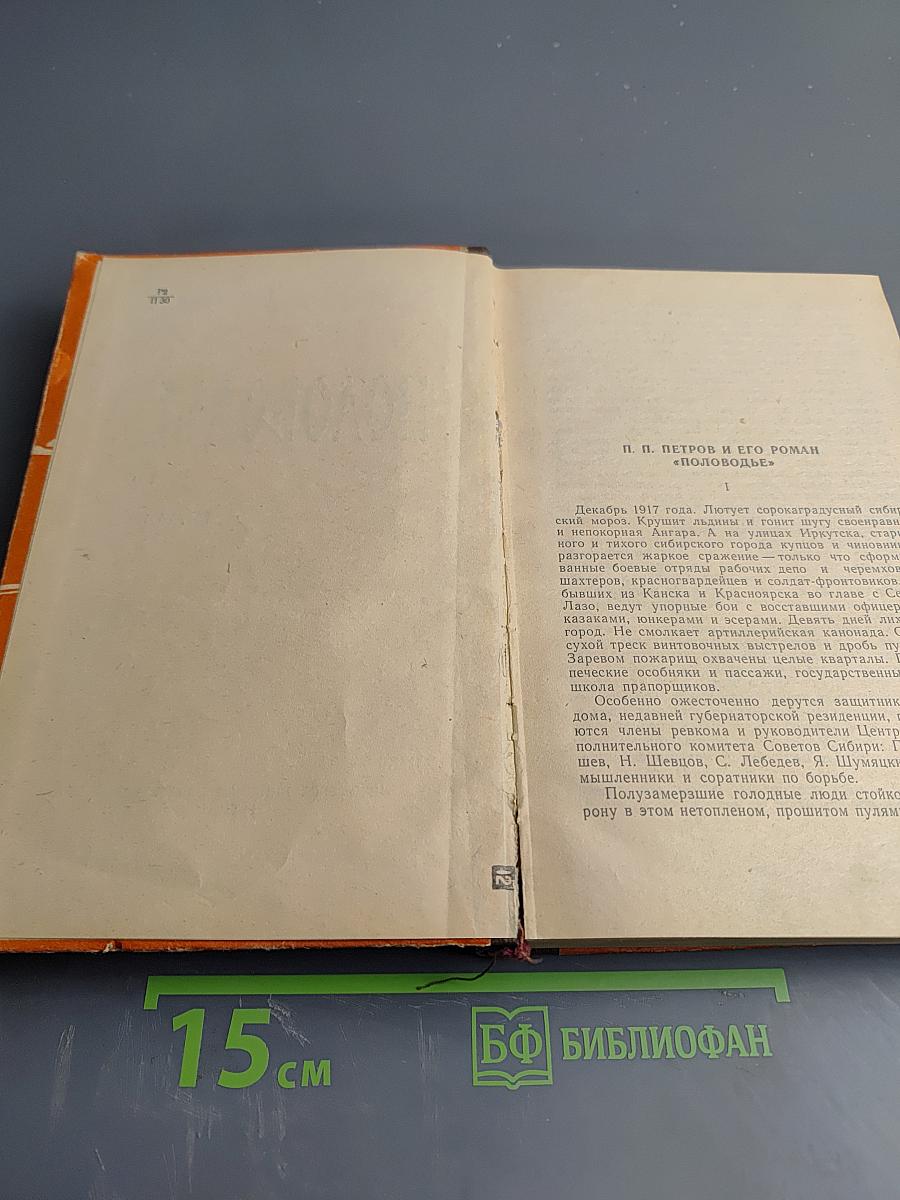 Р2
П 30
П. П. ПЕТРОВ И ЕГО РОМАН
«ПОЛОВОДЬЕ»
I
Декабрь 1917 года. Лютует сорокаградусный сибир
ский мороз. Крушит льдины и гонит шугу своенравн
и непокорная Ангара. А на улицах Иркутска, стари
ного и тихого сибирского города купцов и чиновник
разгорается жаркое сражение — только что сформ
ванные боевые отряды рабочих депо и черемхов
шахтеров, красногвардейцев и солдат-фронтовиков
бывших из Канска и Красноярска во главе с Се
Лазо, ведут упорные бои с восставшими офицер
казаками, юнкерами и эсерами. Девять дней лих
город. Не смолкает артиллерийская канонада. С
сухой треск винтовочных выстрелов и дробь пу
Заревом пожарищ охвачены целые кварталы.
печеские особняки и пассажи, государственны
школа прапорщиков.
Особенно ожесточенно дерутся защитник
дома, недавней губернаторской резиденции,
ются члены ревкома и руководители Центр
полнительного комитета Советов Сибири:
шев, Н. Шевцов, С. Лебедев, Я. Шумяцки
мышленники и соратники по борьбе.
Полузамерзшие голодные люди стойко
рону в этом нетопленом, прошитом пулям
15 см
БФ БИБЛИОФАН